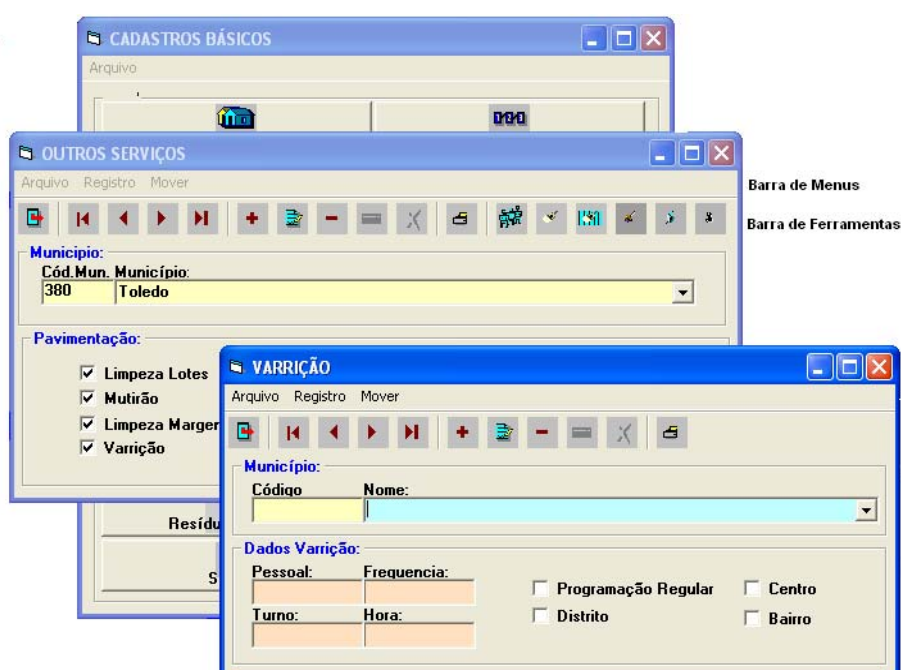 CADASTROS BÁSICOS
Arquivo
OUTROS SERVIÇOS
Arquivo Registro Mover
Barra de Menus
Barra de Ferramentas
Municipio:
Cód.Mun. Município:
380 Toledo
Pavimentação:
Limpeza Lotes
Mutirão
Limpeza Marger
Varrição
Resídu
S
VARRIÇÃO
Arquivo Registro Mover
Município:
Código Nome:
Dados Varrição:
Pessoal: Frequencia:
Programação Regular Centro
Turno: Hora:
Distrito Bairro